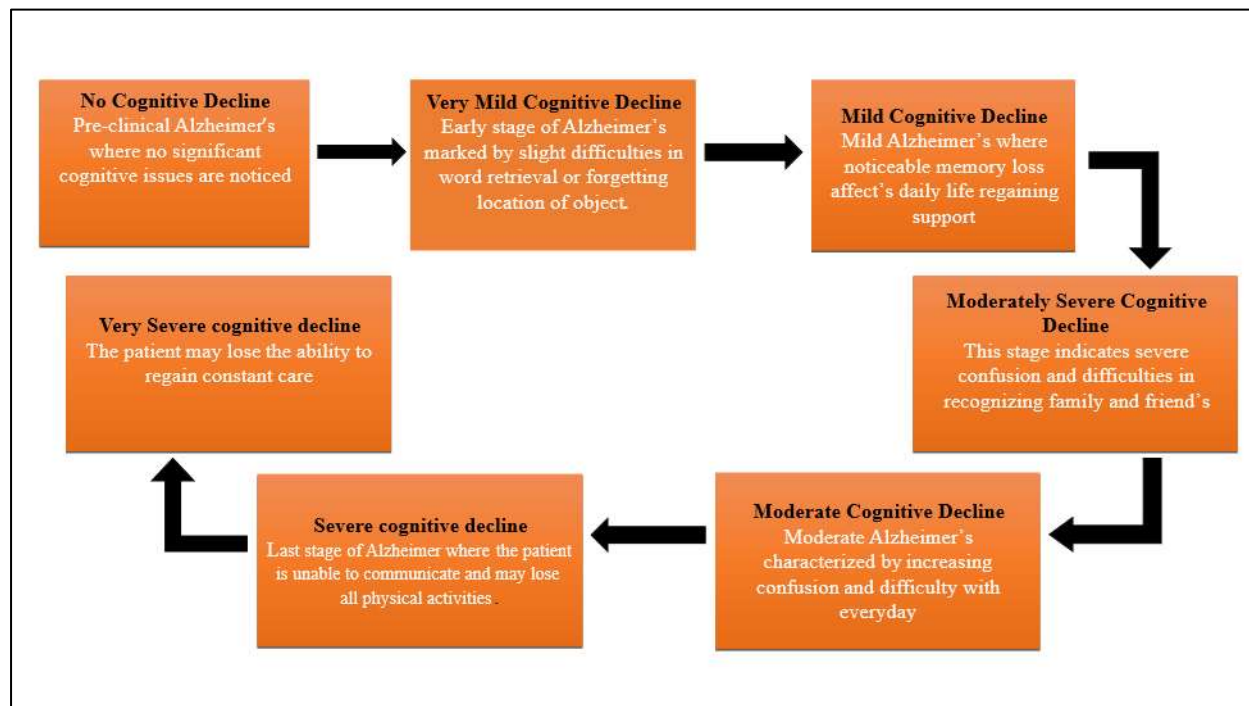 No Cognitive Decline
Pre-clinical Alzheimer's
where no significant
cognitive issues are noticed
Very Mild Cognitive Decline
Early stage of Alzheimer's
marked by slight difficulties in
word retrieval or forgetting
location of object.
Mild Cognitive Decline
Mild Alzheimer's where
noticeable memory loss
affect's daily life regaining
support
Moderately Severe Cognitive
Decline
This stage indicates severe
confusion and difficulties in
recognizing family and friend's
Moderate Cognitive Decline
Moderate Alzheimer's
characterized by increasing
confusion and difficulty with
everyday
Severe cognitive decline
Last stage of Alzheimer where the patient
is unable to communicate and may lose
all physical activities.
Very Severe cognitive decline
The patient may lose the ability to
regain constant care